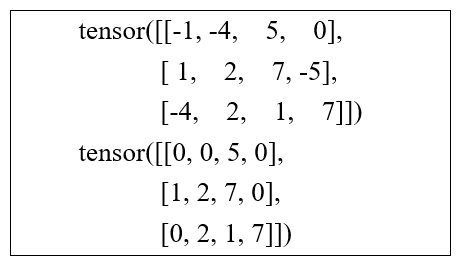 tensor([[-1, -4, 5, 0],
[ 1, 2, 7, -5],
[-4, 2, 1, 7]])
tensor([[0, 0, 5, 0],
[1, 2, 7, 0],
[0, 2, 1, 7]])